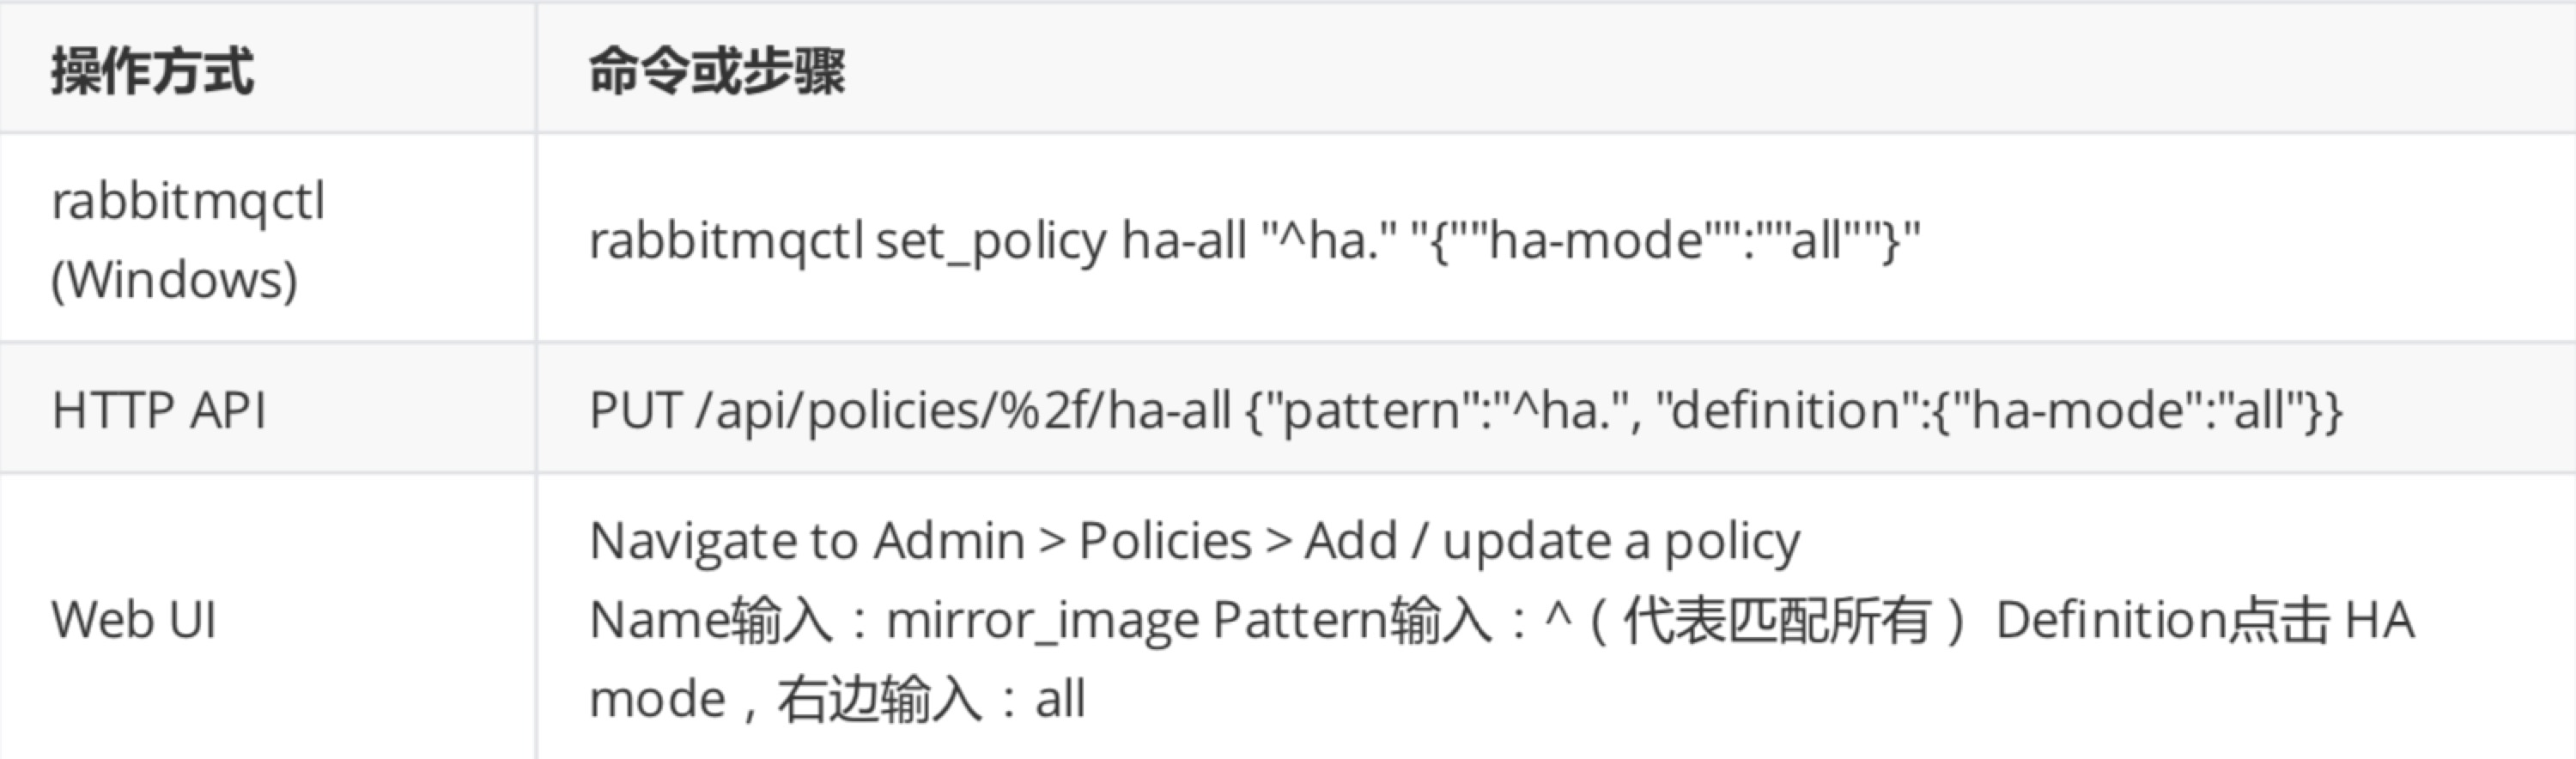 操作方式
命令或步骤
rabbitmqctl
(Windows)
rabbitmqctl set_policy ha-all "^ha." "{""ha-mode"":""all""}"
HTTP API
PUT /api/policies/%2f/ha-all {"pattern":"^ha.", "definition":{"ha-mode":"all"}}
Web UI
Navigate to Admin > Policies > Add / update a policy
Name输入：mirror_image Pattern输入：^（代表匹配所有）Definition点击 HA
mode，右边输入：all